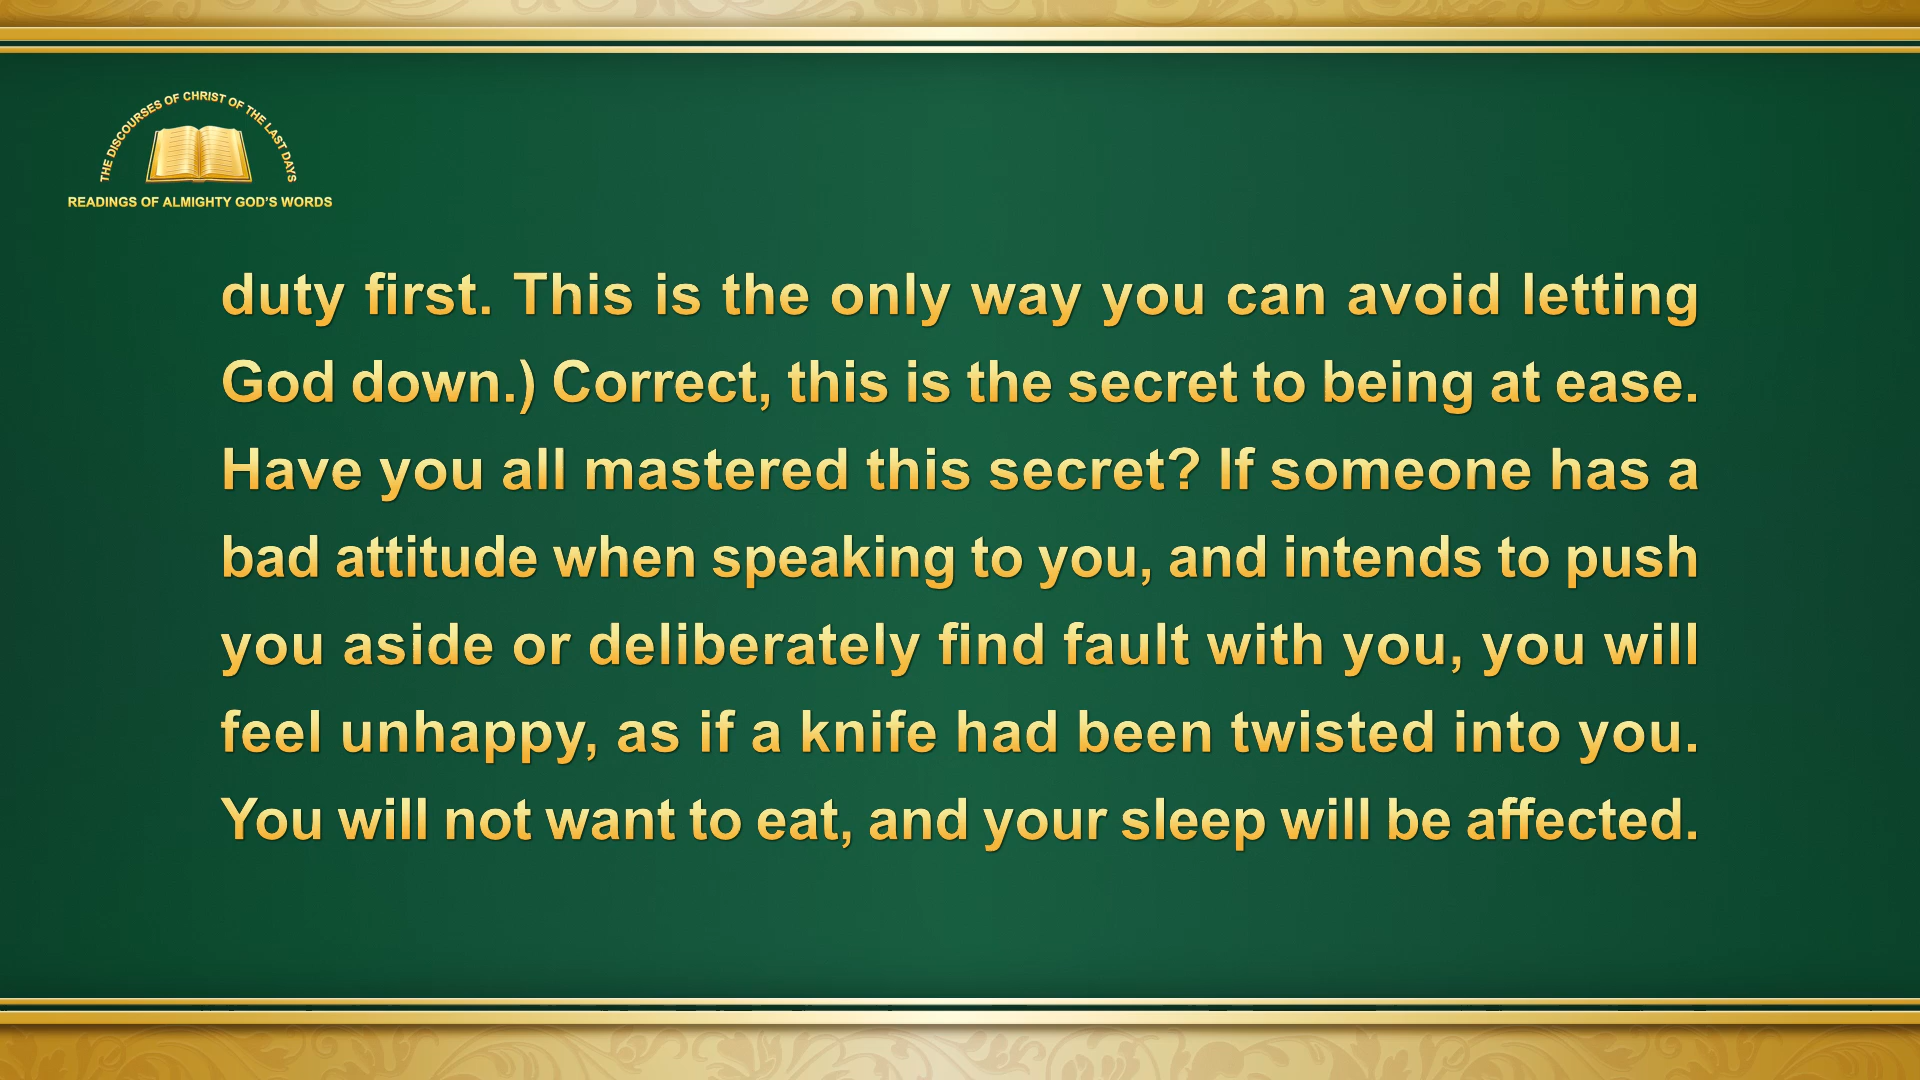 THE DISCOURSES OF CHRIST OF THE LAST DAYS
READINGS OF ALMIGHTY GOD'S WORDS
duty first. This is the only way you can avoid letting
God down.) Correct, this is the secret to being at ease.
Have you all mastered this secret? If someone has a
bad attitude when speaking to you, and intends to push
you aside or deliberately find fault with you, you will
feel unhappy, as if a knife had been twisted into you.
You will not want to eat, and your sleep will be affected.